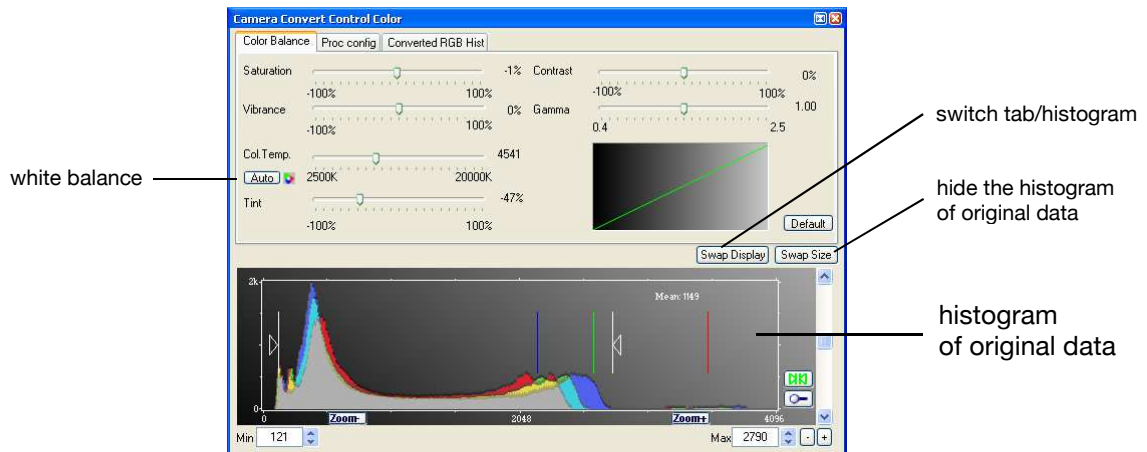 Camera Convert Control Color
Color Balance Proc config Converted RGB Hist
Saturation -1% Contrast 0%
-100% 100% -100% 100%
Vibrance 0% Gamma 1.00
-100% 100% 0.4 2.5
switch tab/histogram
Col.Temp. 4541
white balance
Auto 2500K 20000K
Tint -47%
-100% 100%
hide the histogram
of original data
Default
Swap Display Swap Size
2k
Mean: 1149
histogram
of original data
0
0 Zoom- 2048 Zoom+ 4096
Min 121 Max 2790 - +